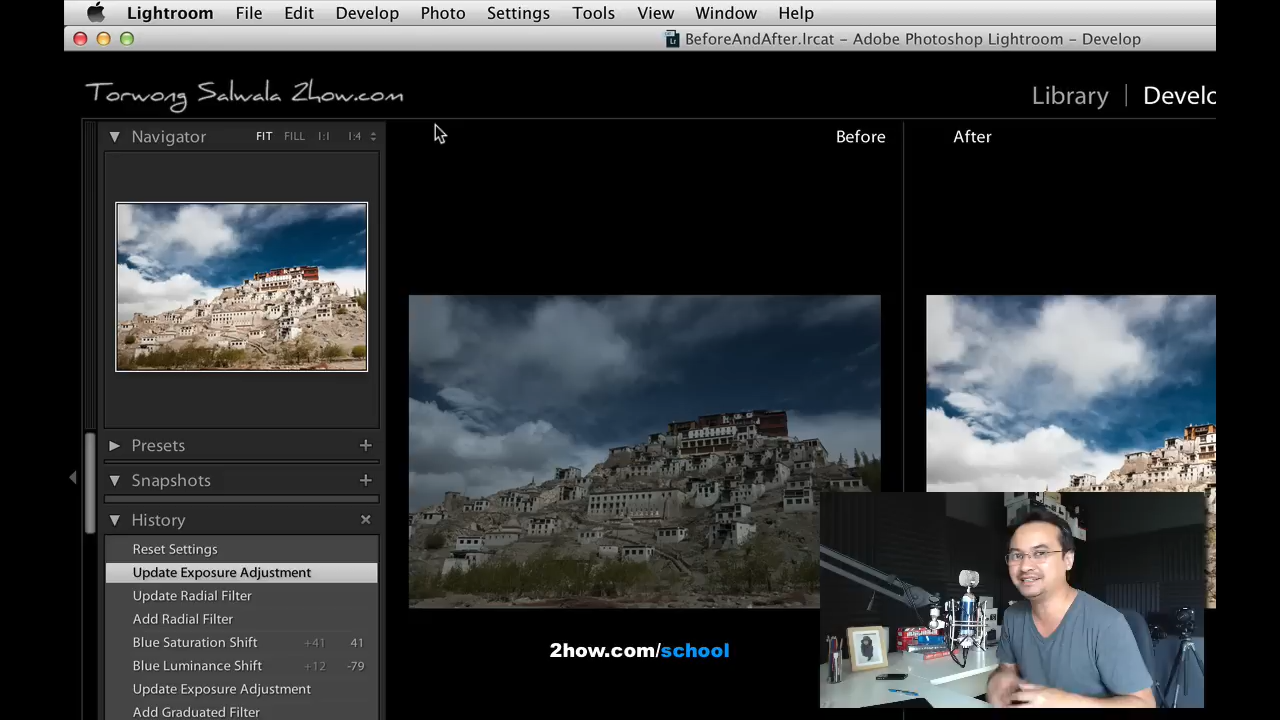 Lightroom File Edit Develop Photo Settings Tools View Window Help
BeforeAndAfter.lrcat – Adobe Photoshop Lightroom – Develop
Torwong Salwala 2how.com
Library | Develo
Navigator FIT FILL 1:1 1:4
Before After
Presets
Snapshots
History
Reset Settings
Update Exposure Adjustment
Update Radial Filter
Add Radial Filter
Blue Saturation Shift +41 41
Blue Luminance Shift +12 -79
Update Exposure Adjustment
Add Graduated Filter
2how.com/school